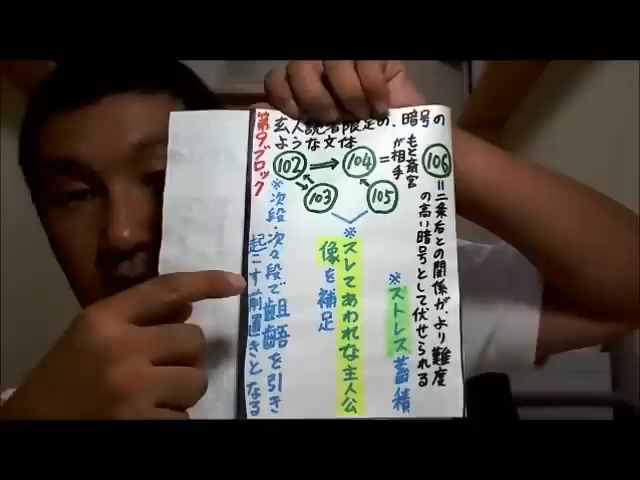 第9ブロック
玄人読者限定の、暗号の
ような文体
102 ⇒ 104 = もと斎宮
が相手
103 105
106 = 二条后との関係が、より難度
の高い暗号として伏せられる
※ストレス蓄積
※スレてあわれな主人公
像を補足
※次段・次々段で齟齬を引き
起こす前置きとなる